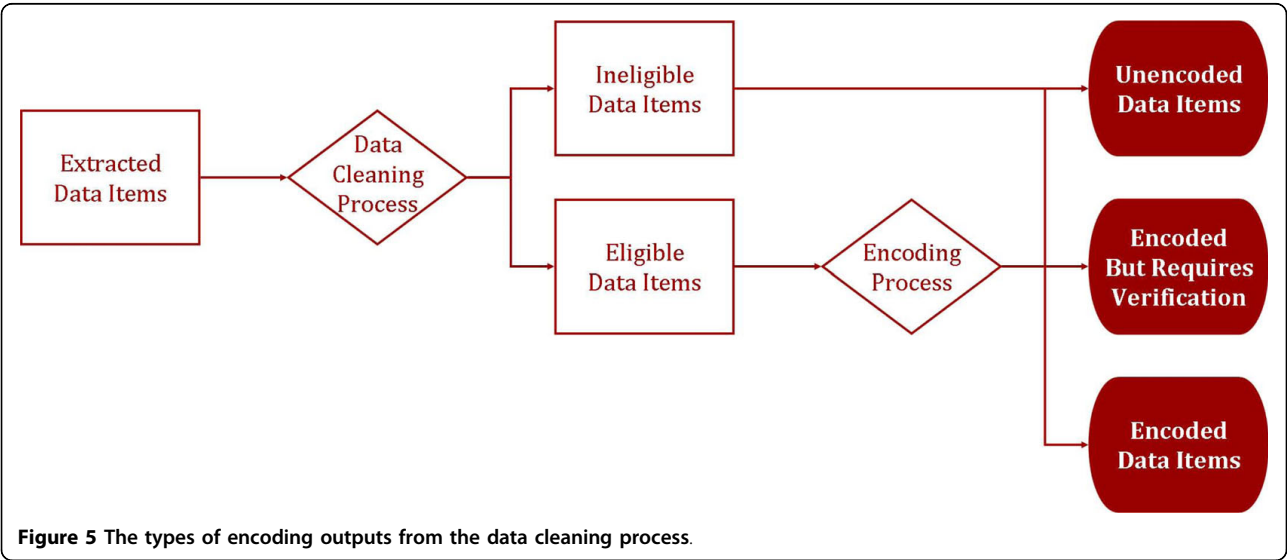 Extracted
Data Items
Data
Cleaning
Process
Ineligible
Data Items
Eligible
Data Items
Encoding
Process
Unencoded
Data Items
Encoded
But Requires
Verification
Encoded
Data Items
Figure 5 The types of encoding outputs from the data cleaning process.